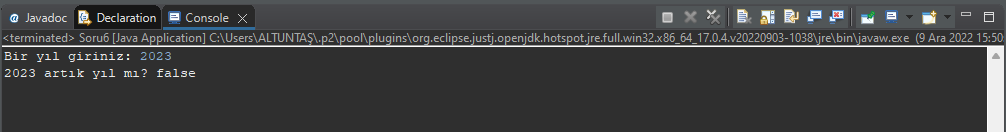 Javadoc Declaration Console
<terminated> Soru6 [Java Application] C:\Users\ALTUNTAŞ\.p2\pool\plugins\org.eclipse.justj.openjdk.hotspot.jre.full.win32.x86_64_17.0.4.v20220903-1038\jre\bin\javaw.exe (9 Ara 2022 15:50
Bir yıl giriniz: 2023
2023 artık yıl mı? false